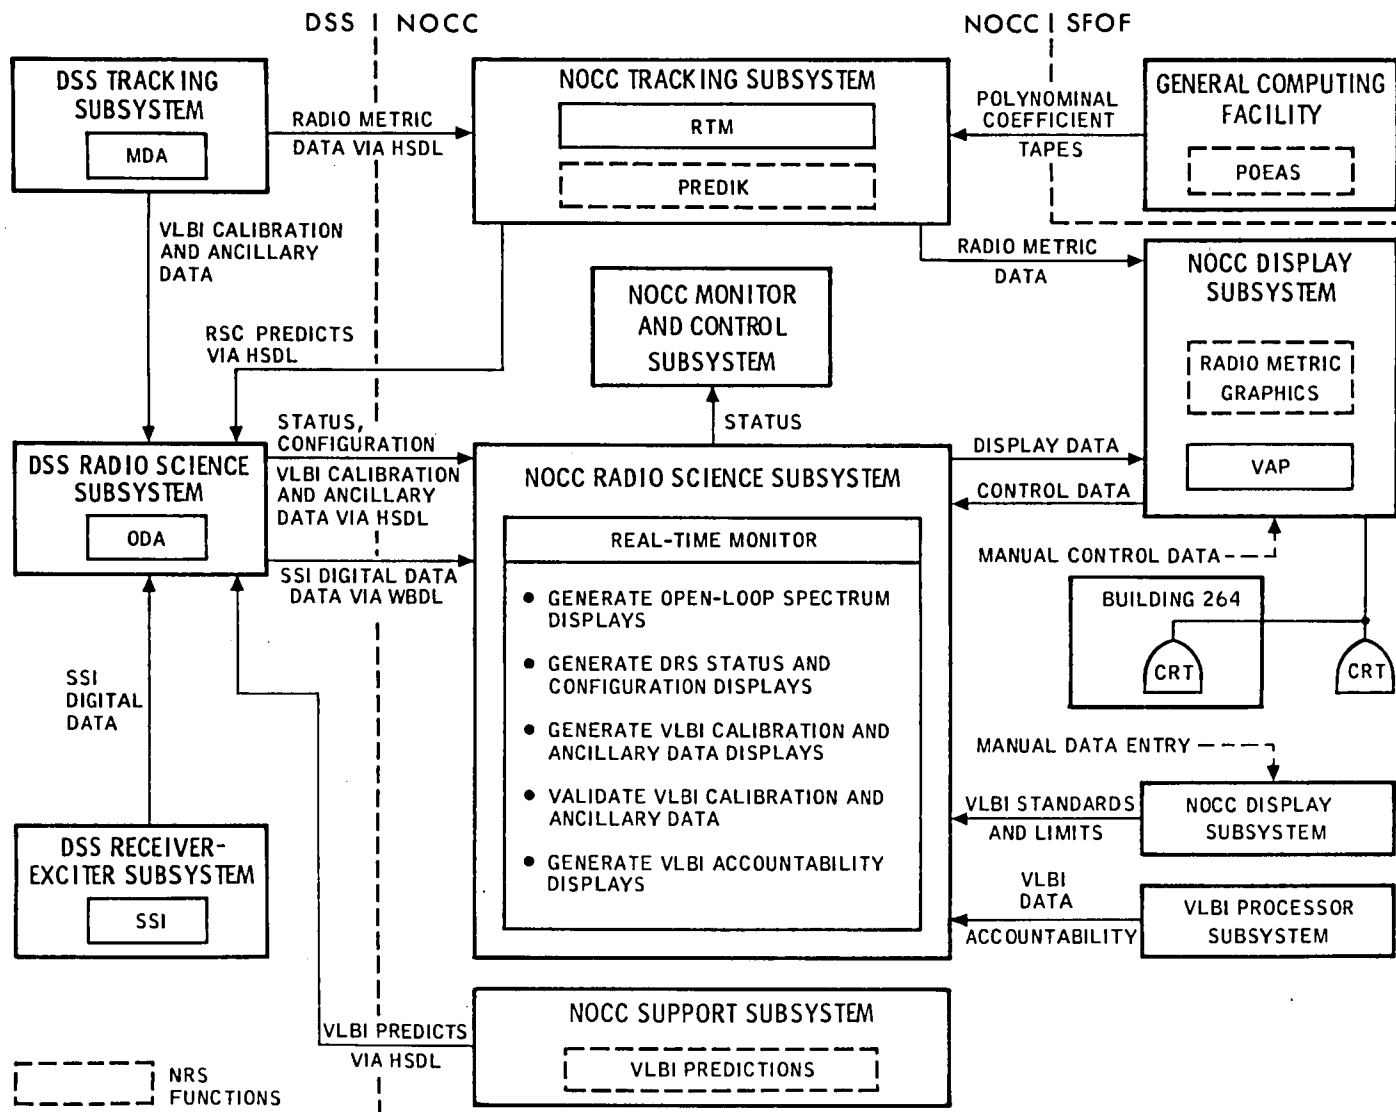 DSS | NOCC
NOCC | SFOF
DSS TRACKING
SUBSYSTEM
MDA
RADIO METRIC
DATA VIA HSDL
NOCC TRACKING SUBSYSTEM
RTM
PREDIK
POLYNOMINAL
COEFFICIENT
TAPES
GENERAL COMPUTING
FACILITY
POEAS
VLBI CALIBRATION
AND ANCILLARY
DATA
RSC PREDICTS
VIA HSDL
NOCC MONITOR
AND CONTROL
SUBSYSTEM
STATUS
RADIO METRIC
DATA
NOCC DISPLAY
SUBSYSTEM
RADIO METRIC
GRAPHICS
VAP
DSS RADIO SCIENCE
SUBSYSTEM
ODA
STATUS,
CONFIGURATION
VLBI CALIBRATION
AND ANCILLARY
DATA VIA HSDL
SSI DIGITAL DATA
DATA VIA WBDL
NOCC RADIO SCIENCE SUBSYSTEM
REAL-TIME MONITOR
● GENERATE OPEN-LOOP SPECTRUM
DISPLAYS
● GENERATE DRS STATUS AND
CONFIGURATION DISPLAYS
● GENERATE VLBI CALIBRATION AND
ANCILLARY DATA DISPLAYS
● VALIDATE VLBI CALIBRATION AND
ANCILLARY DATA
● GENERATE VLBI ACCOUNTABILITY
DISPLAYS
DISPLAY DATA
CONTROL DATA
MANUAL CONTROL DATA
BUILDING 264
CRT
CRT
MANUAL DATA ENTRY
VLBI STANDARDS
AND LIMITS
NOCC DISPLAY
SUBSYSTEM
VLBI
DATA
ACCOUNTABILITY
VLBI PROCESSOR
SUBSYSTEM
SSI
DIGITAL
DATA
DSS RECEIVER-
EXCITER SUBSYSTEM
SSI
VLBI PREDICTS
VIA HSDL
NOCC SUPPORT SUBSYSTEM
VLBI PREDICTIONS
NRS
FUNCTIONS